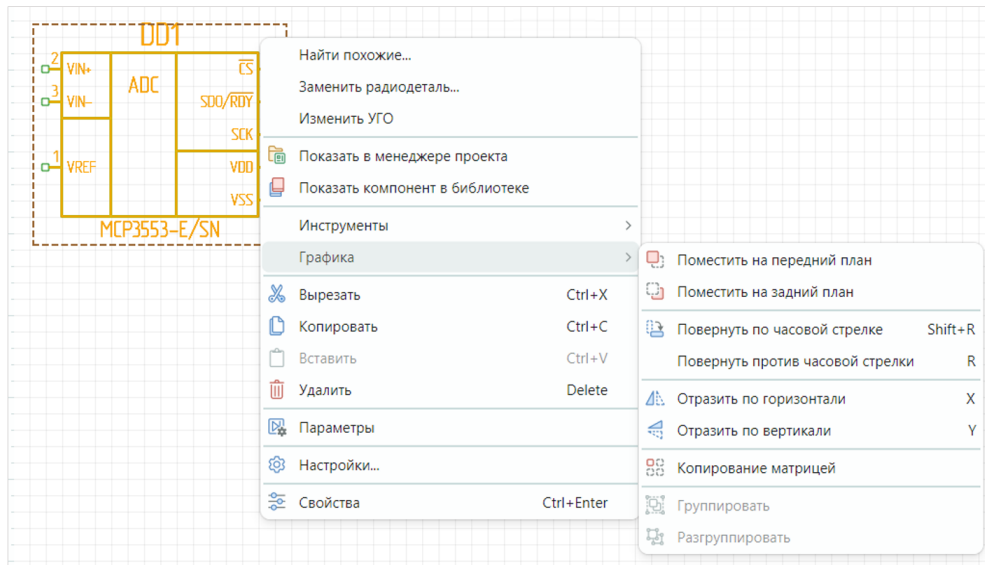 DD1
2 VIN+
3 VIN-
1 VREF
ADC
CS
SDO/RDY
SCK
VDD
VSS
MCP3553-E/SN
Найти похожие...
Заменить радиодеталь...
Изменить УГО
Показать в менеджере проекта
Показать компонент в библиотеке
Инструменты
Графика
Вырезать Ctrl+X
Копировать Ctrl+C
Вставить Ctrl+V
Удалить Delete
Параметры
Настройки...
Свойства Ctrl+Enter
Поместить на передний план
Поместить на задний план
Повернуть по часовой стрелке Shift+R
Повернуть против часовой стрелки R
Отразить по горизонтали X
Отразить по вертикали Y
Копирование матрицей
Группировать
Разгруппировать